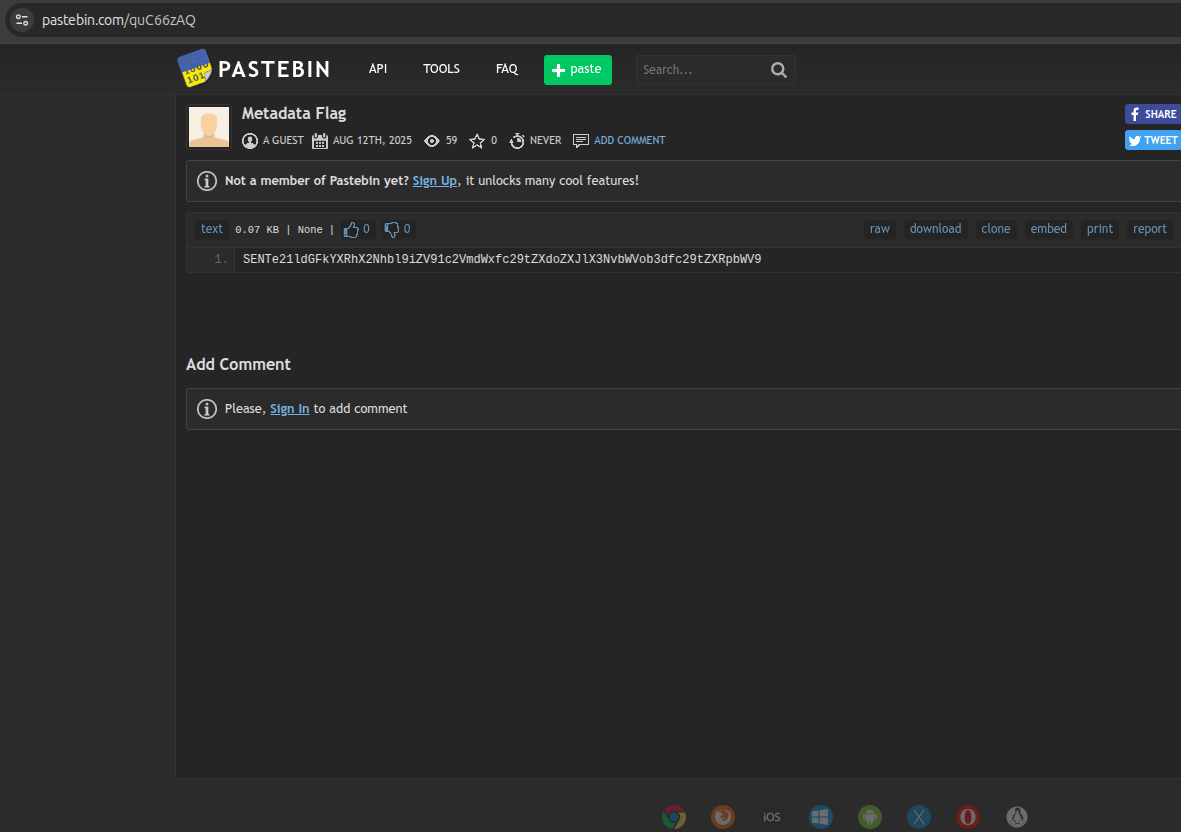 pastebin.com/quC66zAQ
PASTEBIN API TOOLS FAQ + paste Search...
Metadata Flag
SHARE
A GUEST AUG 12TH, 2025 59 0 NEVER ADD COMMENT
TWEET
Not a member of Pastebin yet? Sign Up, it unlocks many cool features!
text 0.07 KB | None | 0 0 raw download clone embed print report
1. SENTe21ldGFkYXRhX2Nhbl9iZV91c2VmdWxfc29tZXdoZXJlX3NvbWVob3dfc29tZXRpbWV9
Add Comment
Please, Sign In to add comment
iOS